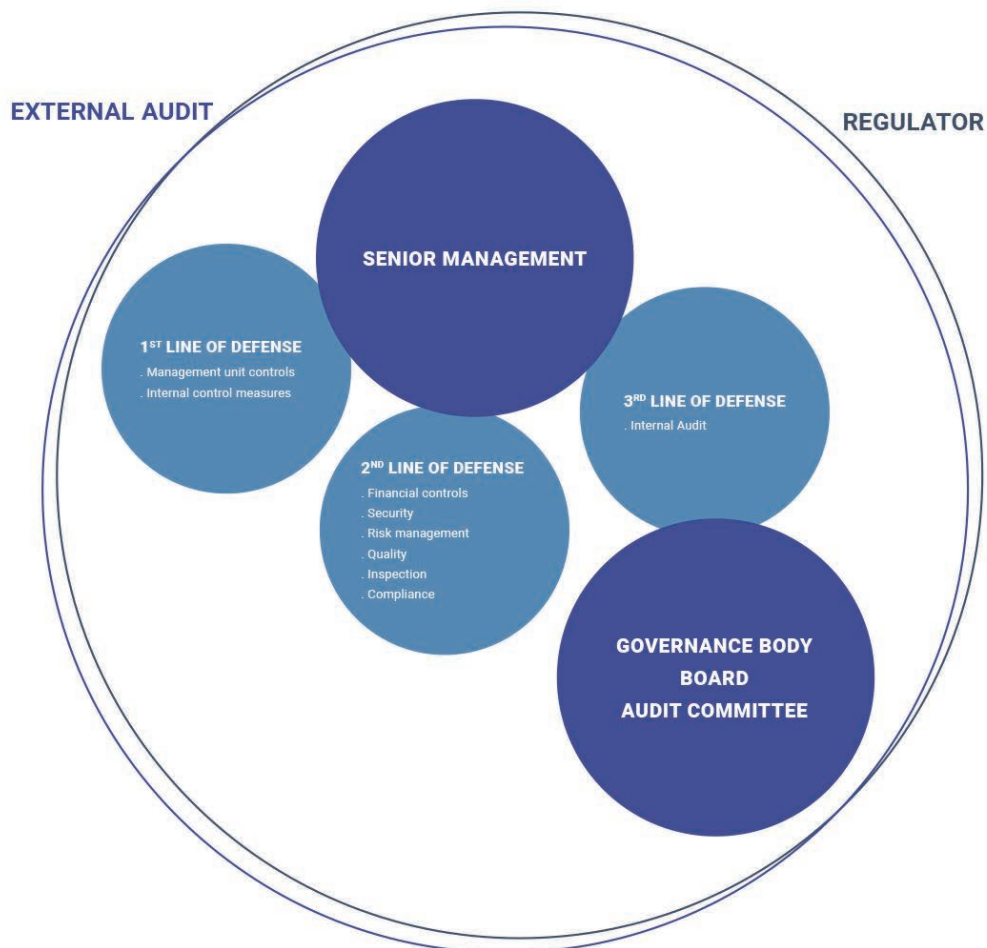 EXTERNAL AUDIT
REGULATOR
SENIOR MANAGEMENT
1ST LINE OF DEFENSE
. Management unit controls
. Internal control measures
3RD LINE OF DEFENSE
. Internal Audit
2ND LINE OF DEFENSE
. Financial controls
. Security
. Risk management
. Quality
. Inspection
. Compliance
GOVERNANCE BODY
BOARD
AUDIT COMMITTEE